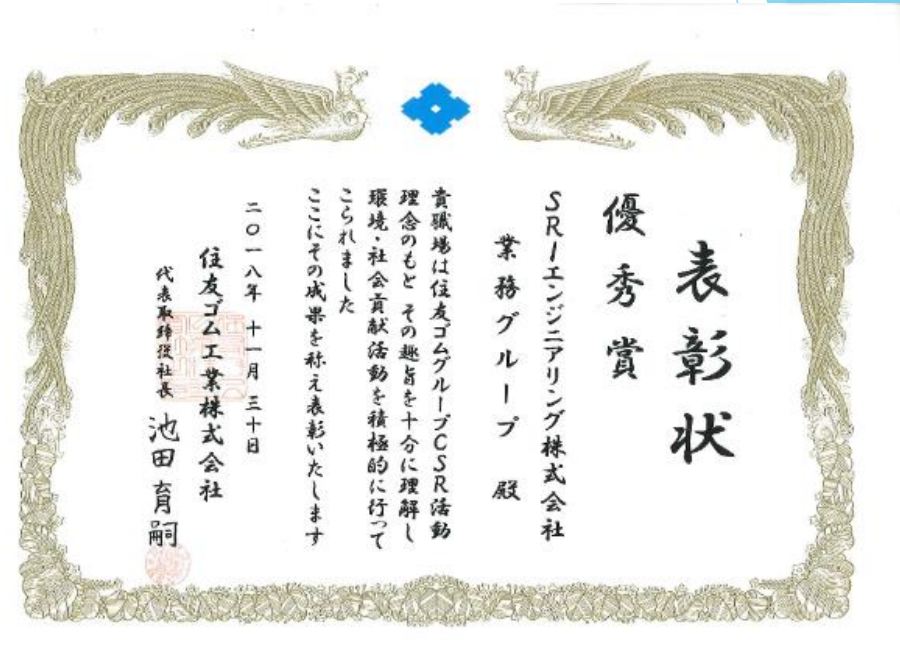 表彰状
優秀賞
SRIエンジニアリング株式会社
業務グループ 殿
貴職場は住友ゴムグループCSR活動
理念のもと その趣旨を十分に理解し
環境・社会貢献活動を積極的に行って
こられました
ここにその成果を称え表彰いたします
二〇一八年 十一月 三十日
住友ゴム工業株式会社
代表取締役社長 池田育嗣